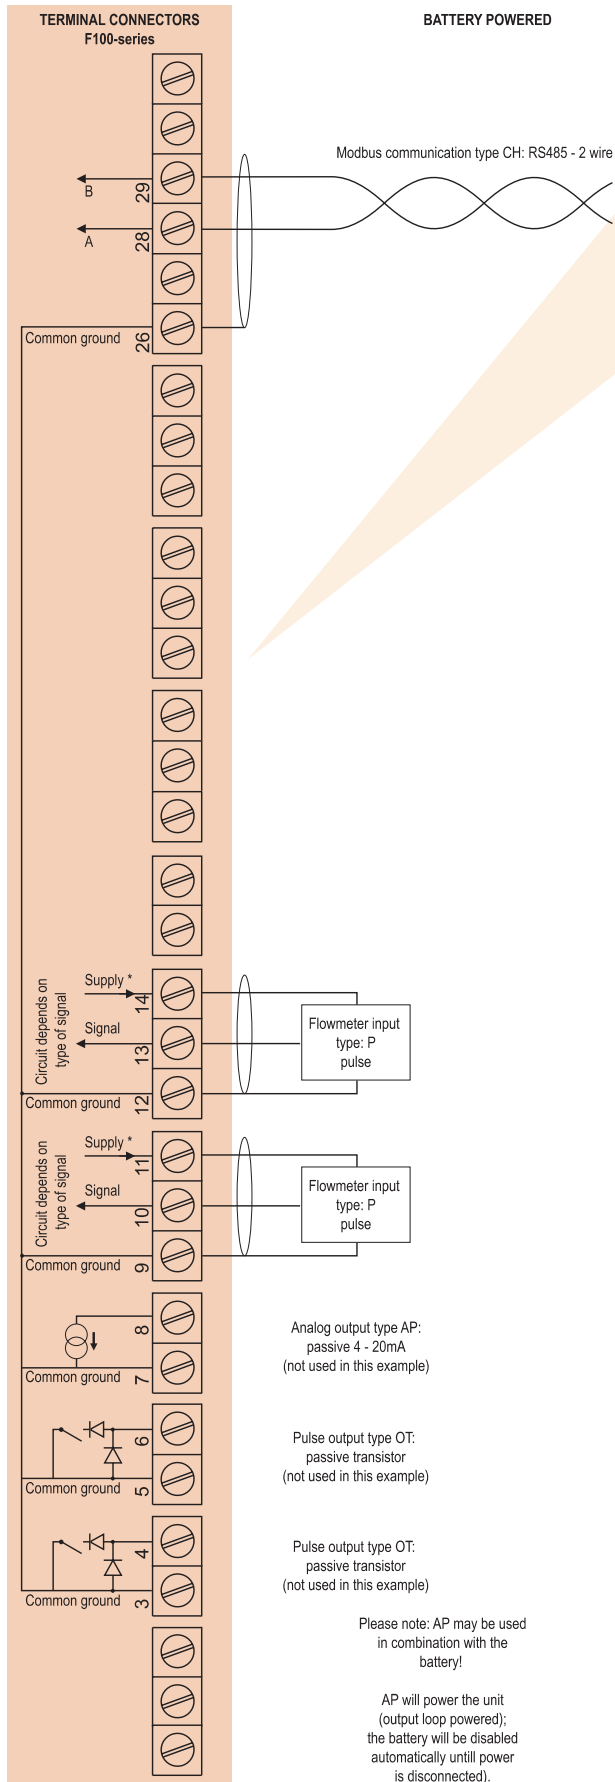 TERMINAL CONNECTORS
F100-series
BATTERY POWERED
Modbus communication type CH: RS485 - 2 wire
B
29
A
28
Common ground
26
Circuit depends on
type of signal
Supply *
14
Signal
13
Common ground
12
Flowmeter input
type: P
pulse
Circuit depends on
type of signal
Supply *
11
Signal
10
Common ground
9
Flowmeter input
type: P
pulse
8
Common ground
7
Analog output type AP:
passive 4 - 20mA
(not used in this example)
6
Common ground
5
Pulse output type OT:
passive transistor
(not used in this example)
4
Common ground
3
Pulse output type OT:
passive transistor
(not used in this example)
Please note: AP may be used
in combination with the
battery!
AP will power the unit
(output loop powered);
the battery will be disabled
automatically untill power
is disconnected).